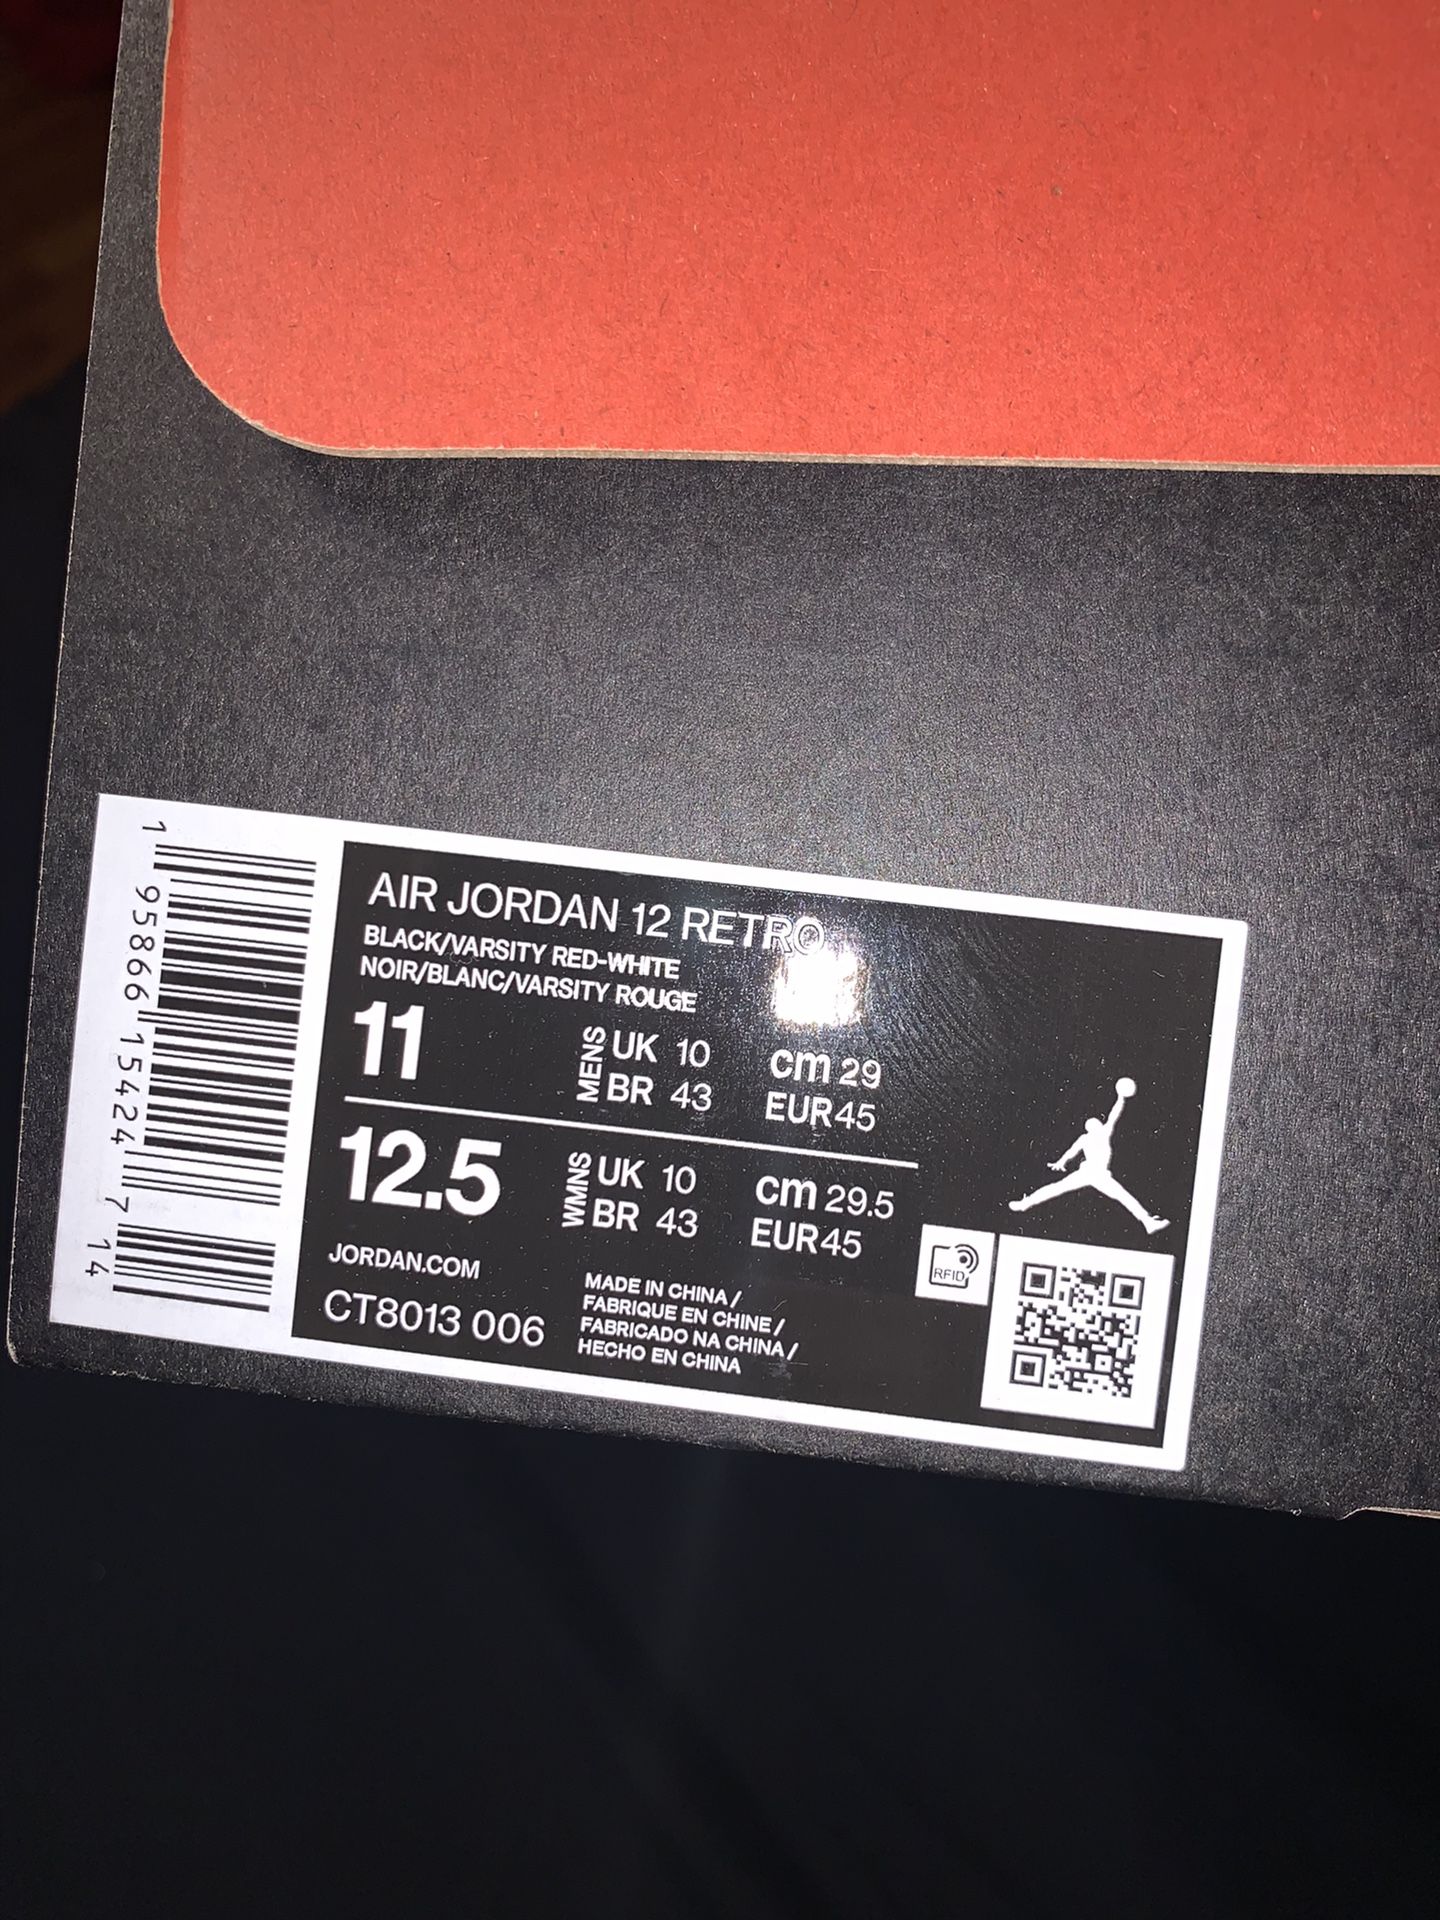 AIR JORDAN 12 RETRO
BLACK/VARSITY RED-WHITE
NOIR/BLANC/VARSITY ROUGE
11 MENS UK 10 cm 29
BR 43 EUR 45
12.5 WMNS UK 10 cm 29.5
BR 43 EUR 45
JORDAN.COM
CT8013 006
MADE IN CHINA /
FABRIQUE EN CHINE /
FABRICADO NA CHINA /
HECHO EN CHINA
RFID
1 95866 15424 7 14